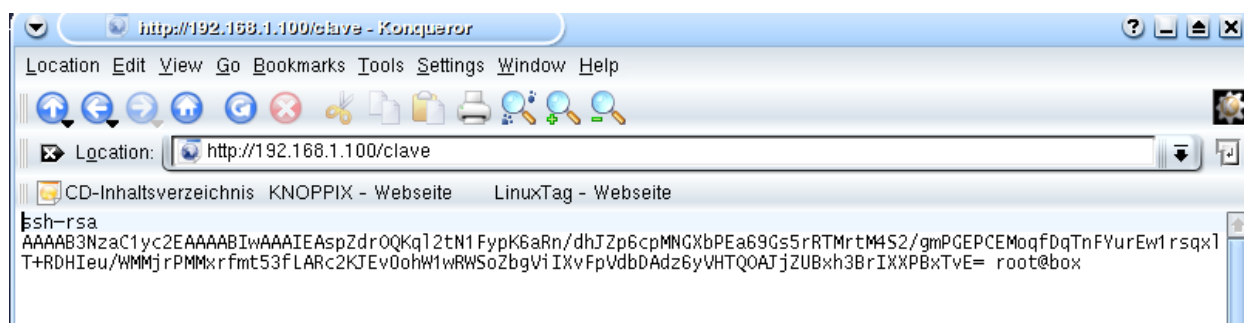 http://192.168.1.100/clave - Konqueror
Location Edit View Go Bookmarks Tools Settings Window Help
Location: http://192.168.1.100/clave
CD-Inhaltsverzeichnis KNOPPIX - Webseite LinuxTag - Webseite
ssh-rsa
AAAAB3NzaC1yc2EAAAABIwAAAIEAspZdrOQKql2tN1FypK6aRn/dhJZp6cpMNGXbPEa69Gs5rRTMrtM4S2/gmPGEPCEMoqfDqTnFYurEw1rsqxl
T+RDHIeu/WMMjrPMMxrfmt53fLARc2KJEvOohW1wRWSoZbgViIXvFpVdbDAdz6yVHTQOAJjZUBxh3BrIXXPBxTvE= root@box